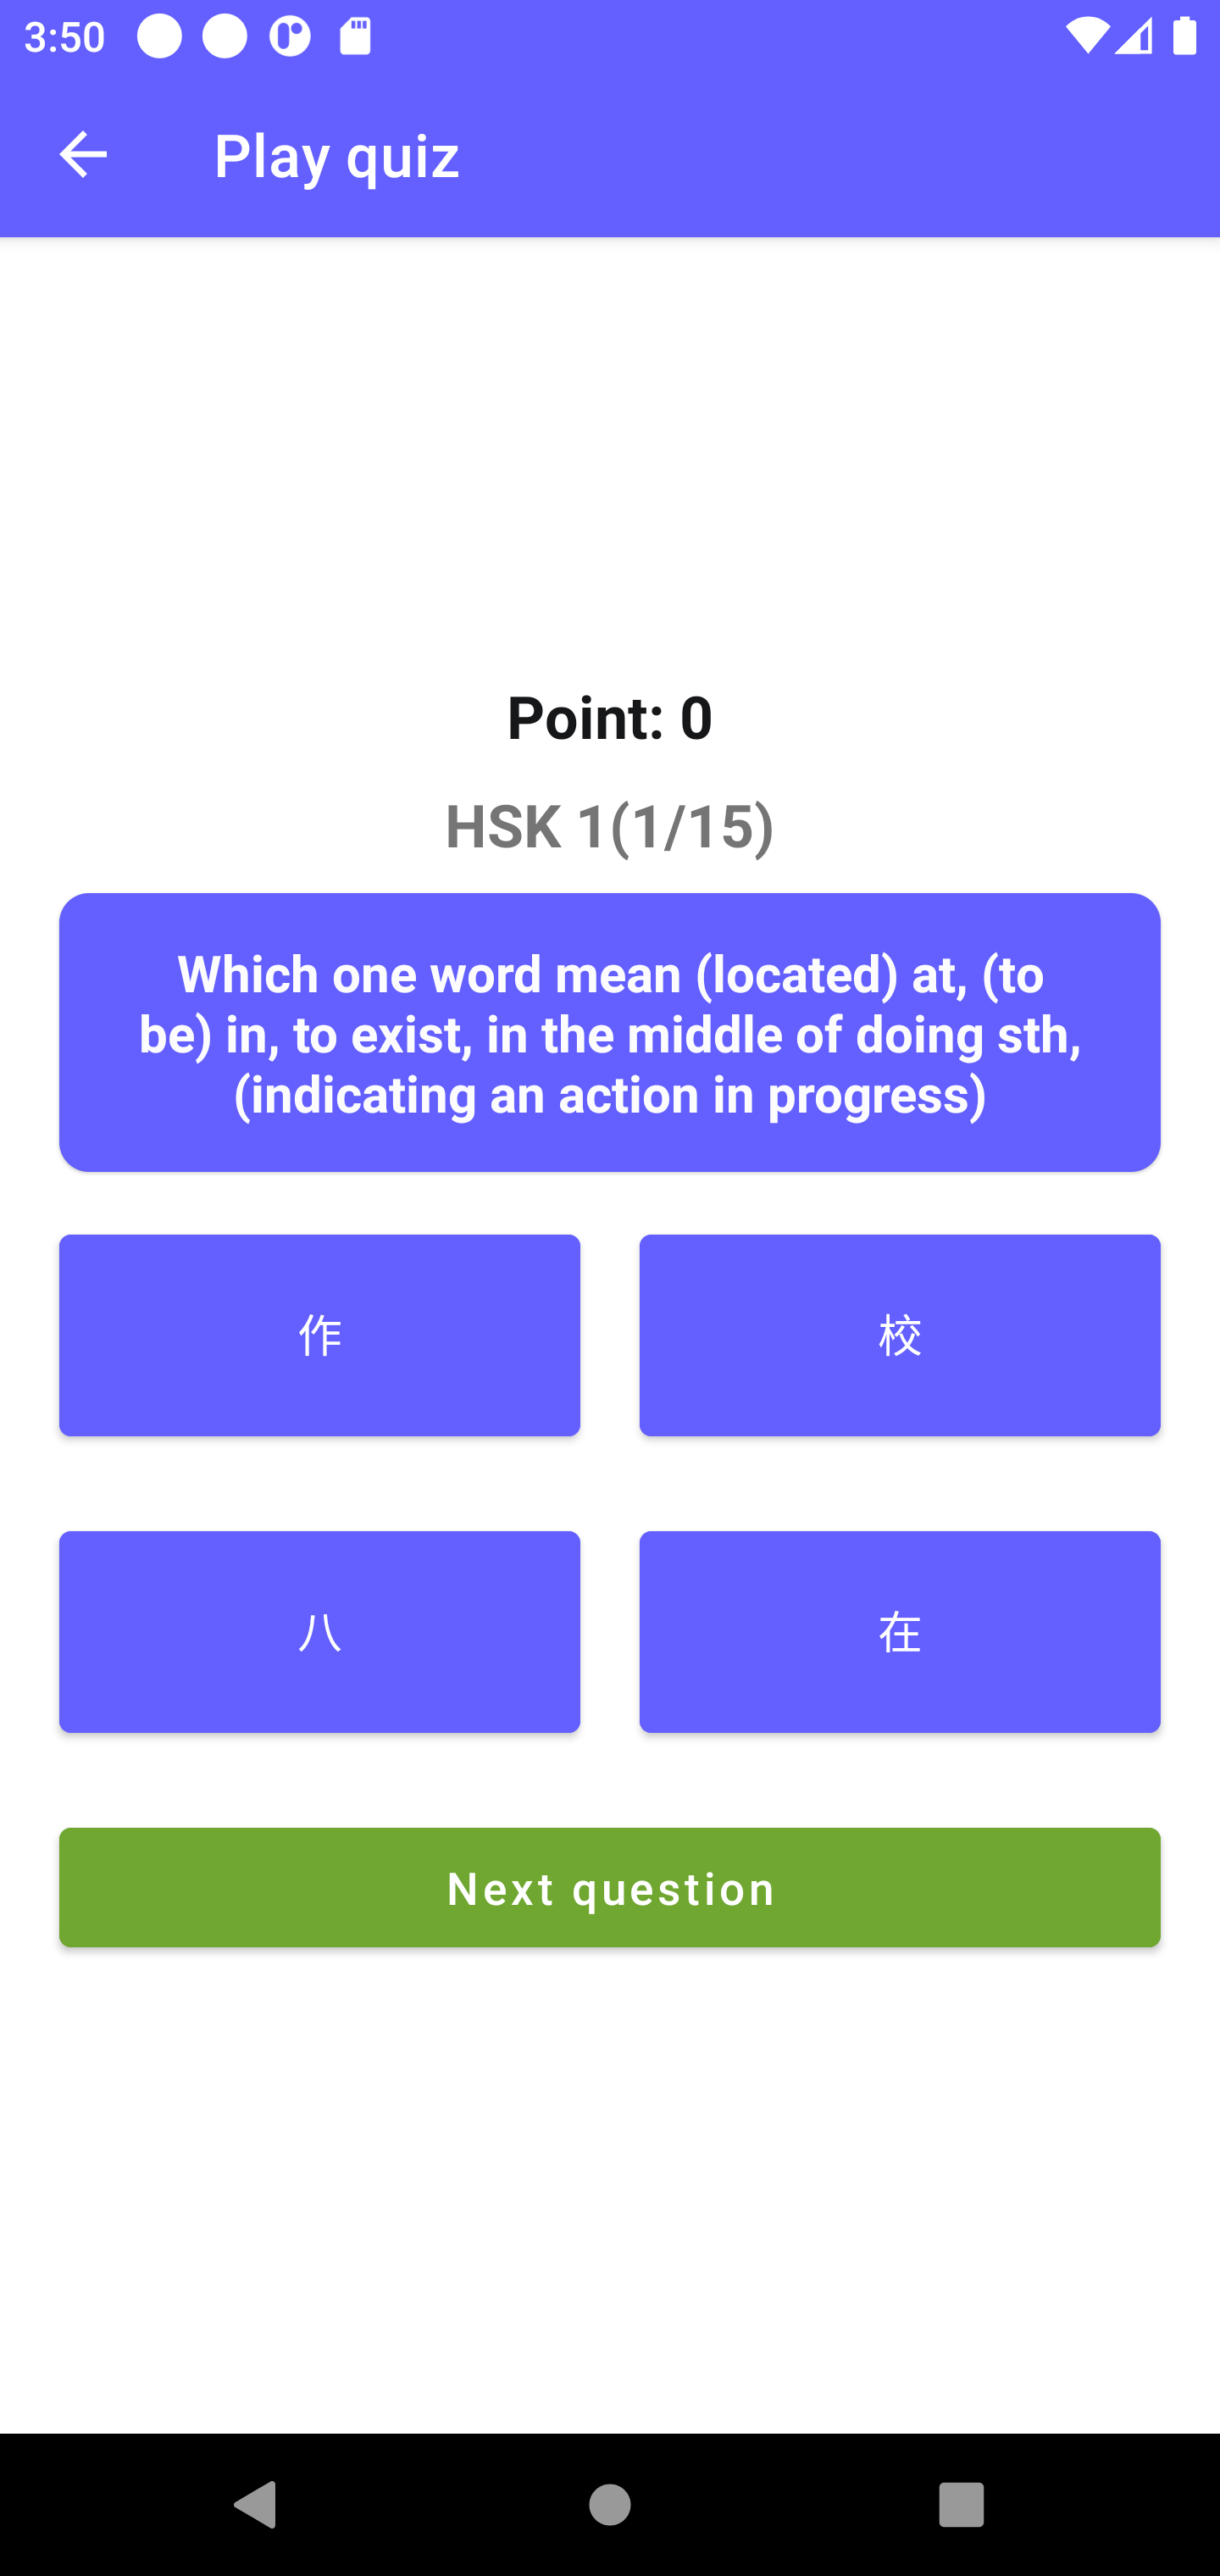 3:50
Play quiz
Point: 0
HSK 1(1/15)
Which one word mean (located) at, (to
be) in, to exist, in the middle of doing sth,
(indicating an action in progress)
作
校
八
在
Next question